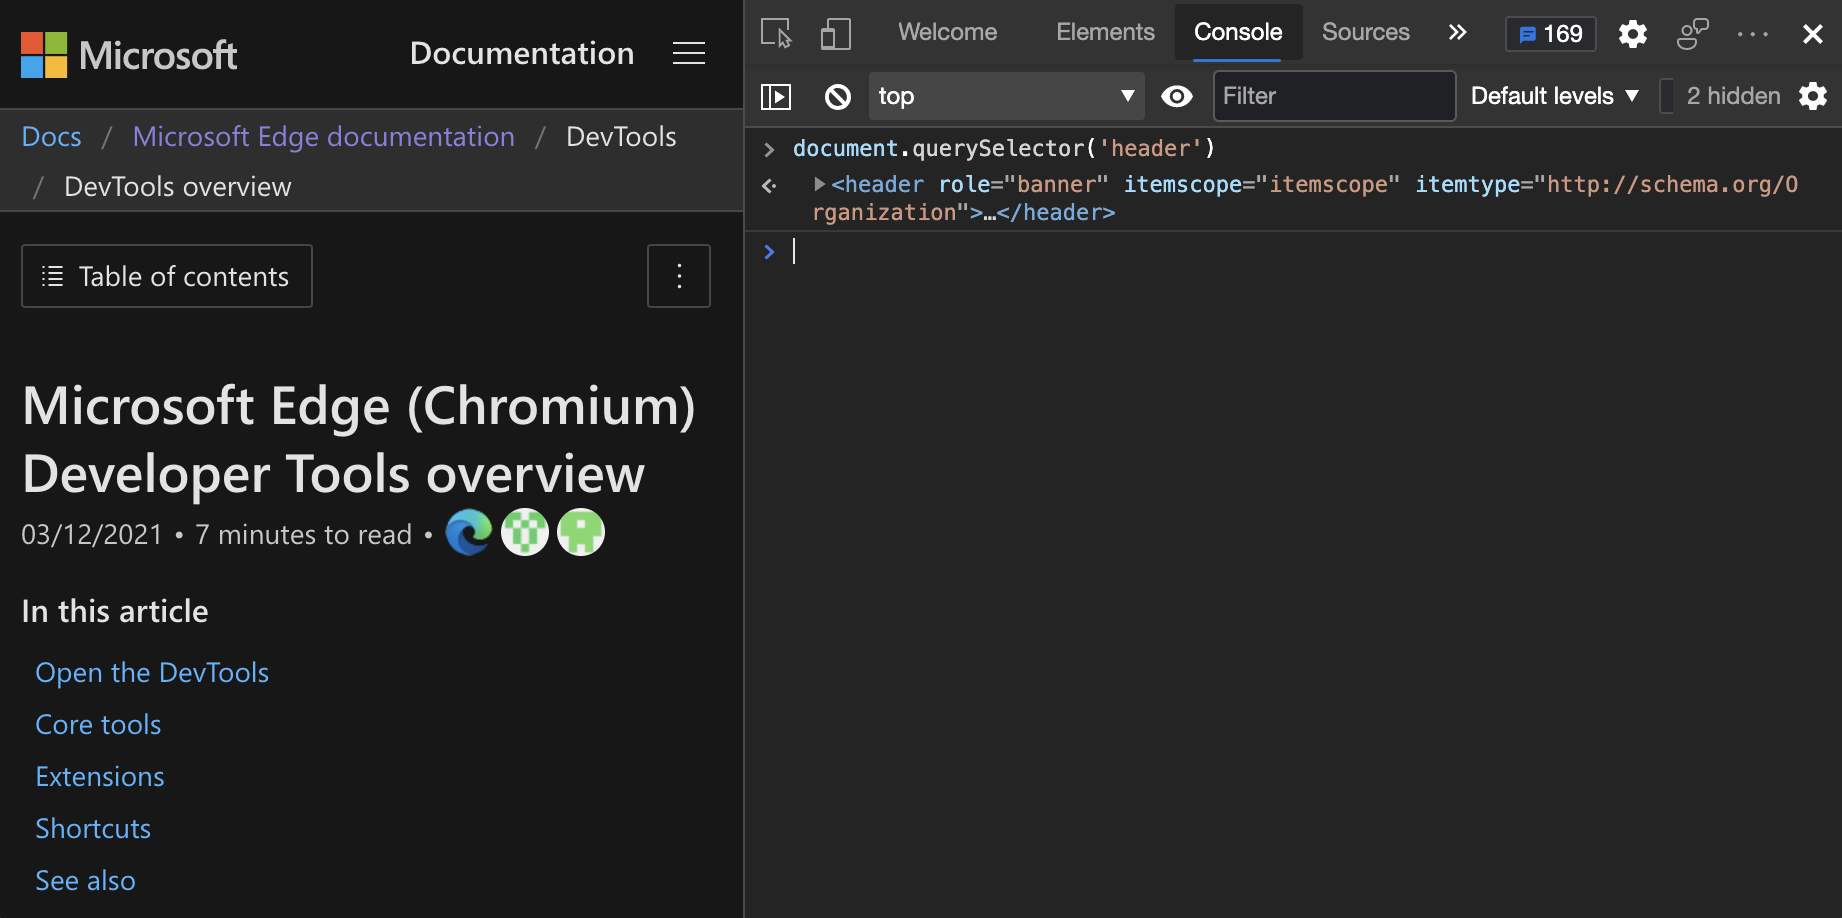 Microsoft
Documentation
Docs / Microsoft Edge documentation / DevTools
/ DevTools overview
Table of contents
Microsoft Edge (Chromium)
Developer Tools overview
03/12/2021 • 7 minutes to read •
In this article
Open the DevTools
Core tools
Extensions
Shortcuts
See also
Welcome
Elements
Console
Sources
169
top
Filter
Default levels
2 hidden
document.querySelector('header')
<header role="banner" itemscope="itemscope" itemtype="http://schema.org/O
rganization">…</header>